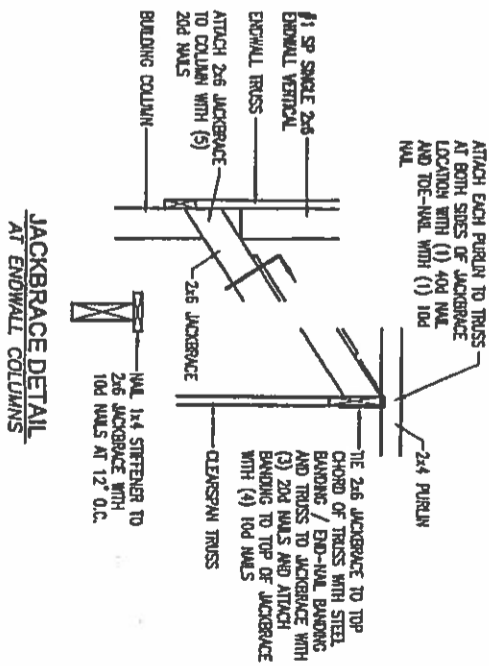 ATTACH EACH PURLIN TO TRUSS
AT BOTH SIDES OF JACKBRACE
LOCATION WITH (1) 40d NAIL
AND TOE-NAIL WITH (1) 10d
NAIL
2x4 PURLIN
#1 SP SINGLE 2x6
ENDWALL VERTICAL
ENDWALL TRUSS
ATTACH 2x6 JACKBRACE
TO COLUMN WITH (5)
20d NAILS
BUILDING COLUMN
2x6 JACKBRACE
TIE 2x6 JACKBRACE TO TOP
CHORD OF TRUSS WITH STEEL
BANDING / END-NAIL BANDING
AND TRUSS TO JACKBRACE WITH
(3) 20d NAILS AND ATTACH
BANDING TO TOP OF JACKBRACE
WITH (4) 10d NAILS
CLEARSPAN TRUSS
NAIL 1x4 STIFFENER TO
2x6 JACKBRACE WITH
10d NAILS AT 12" O.C.
JACKBRACE DETAIL
AT ENDWALL COLUMNS